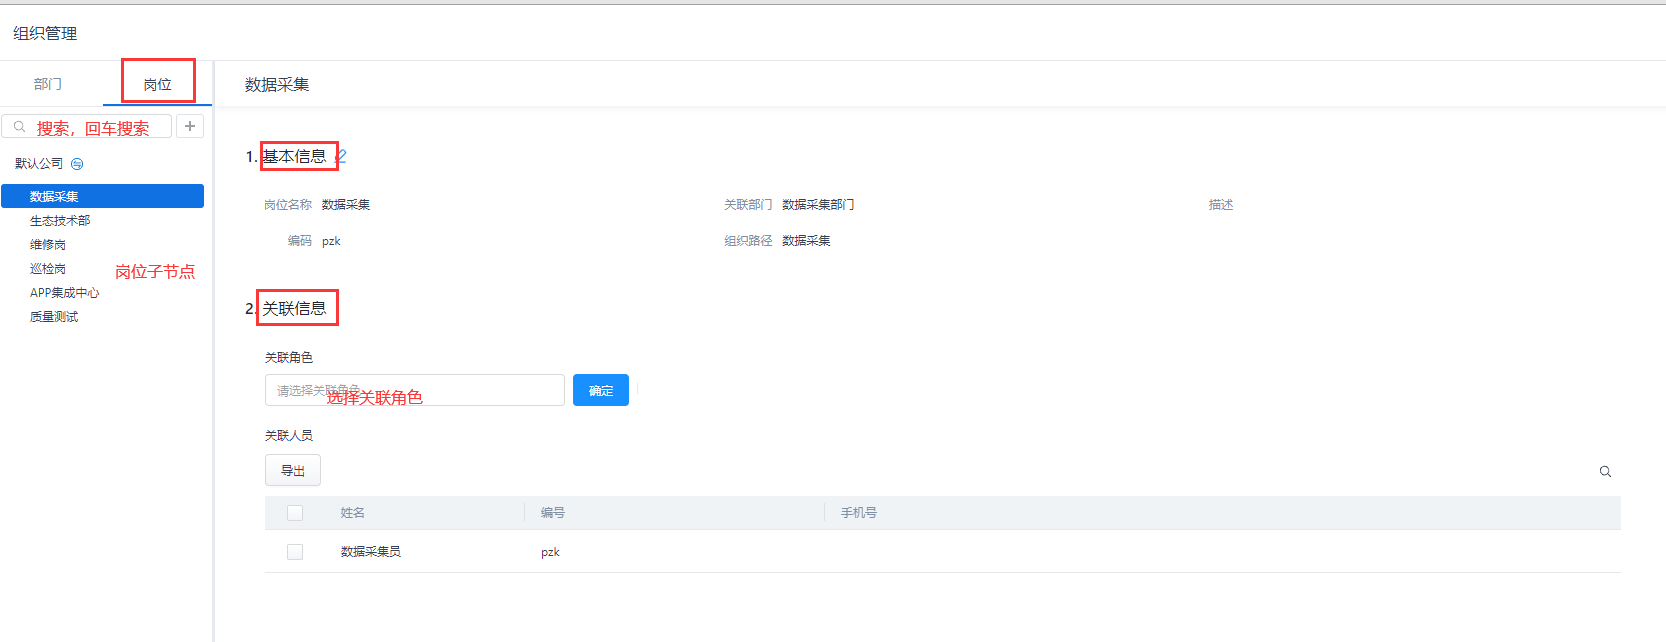 组织管理
部门
岗位
搜索，回车搜索
默认公司
数据采集
生态技术部
维修岗
巡检岗
岗位子节点
APP集成中心
质量测试
数据采集
1. 基本信息
岗位名称 数据采集
关联部门 数据采集部门
描述
编码 pzk
组织路径 数据采集
2. 关联信息
关联角色
请选择关联角色
选择关联角色
确定
关联人员
导出
姓名 编号 手机号
数据采集员 pzk